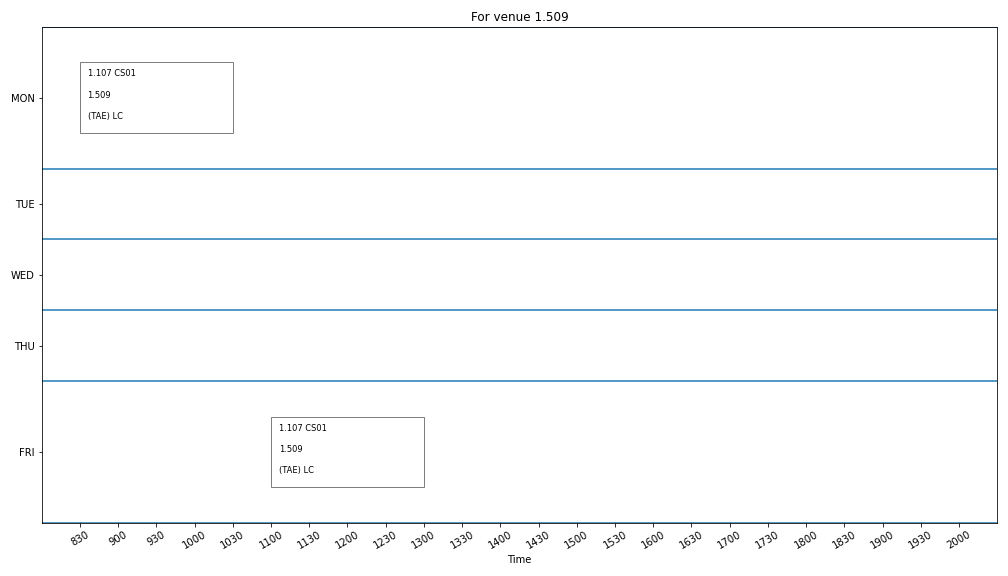 For venue 1.509
MON
1.107 CS01
1.509
(TAE) LC
TUE
WED
THU
FRI
1.107 CS01
1.509
(TAE) LC
830 900 930 1000 1030 1100 1130 1200 1230 1300 1330 1400 1430 1500 1530 1600 1630 1700 1730 1800 1830 1900 1930 2000
Time